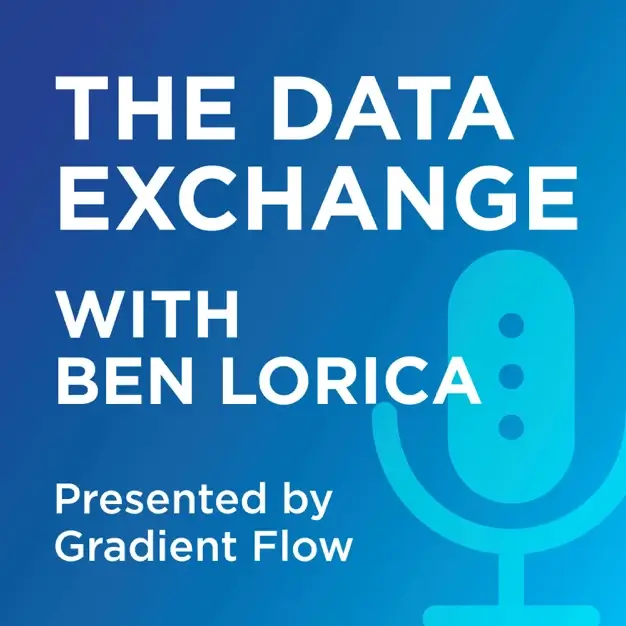 THE DATA
EXCHANGE
WITH
BEN LORICA
Presented by
Gradient Flow